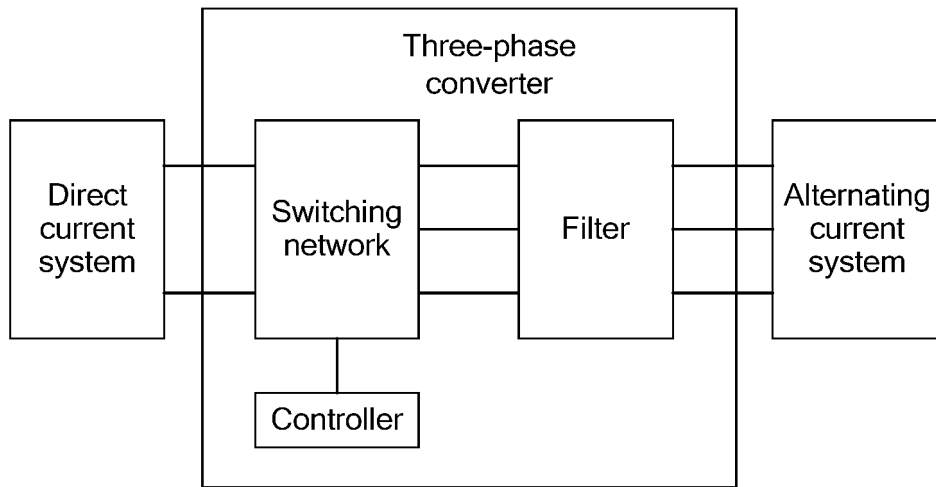 Three-phase
converter
Direct
current
system
Switching
network
Filter
Alternating
current
system
Controller